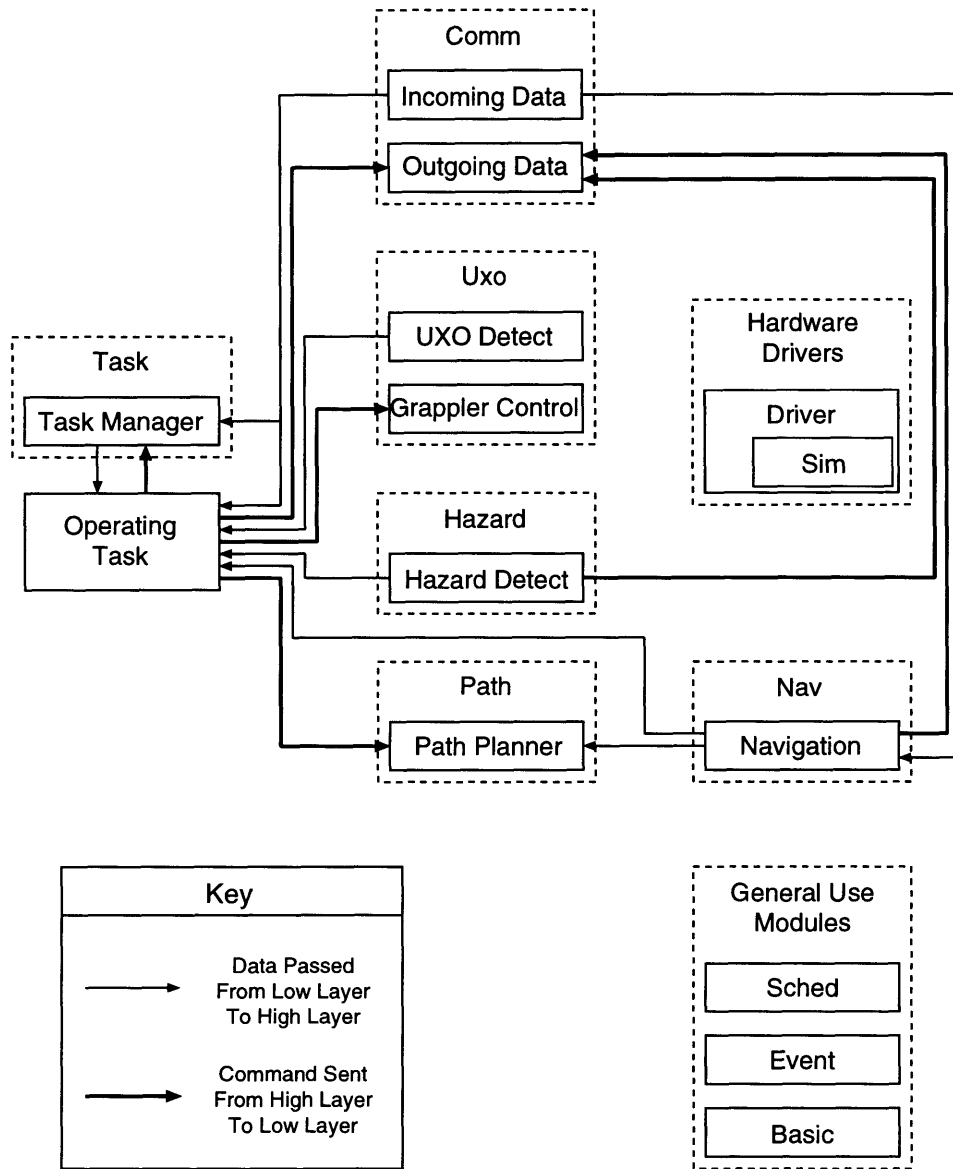 Comm
Incoming Data
Outgoing Data
Uxo
UXO Detect
Grappler Control
Hardware
Drivers
Driver
Sim
Task
Task Manager
Operating
Task
Hazard
Hazard Detect
Path
Path Planner
Nav
Navigation
Key
Data Passed
From Low Layer
To High Layer
Command Sent
From High Layer
To Low Layer
General Use
Modules
Sched
Event
Basic